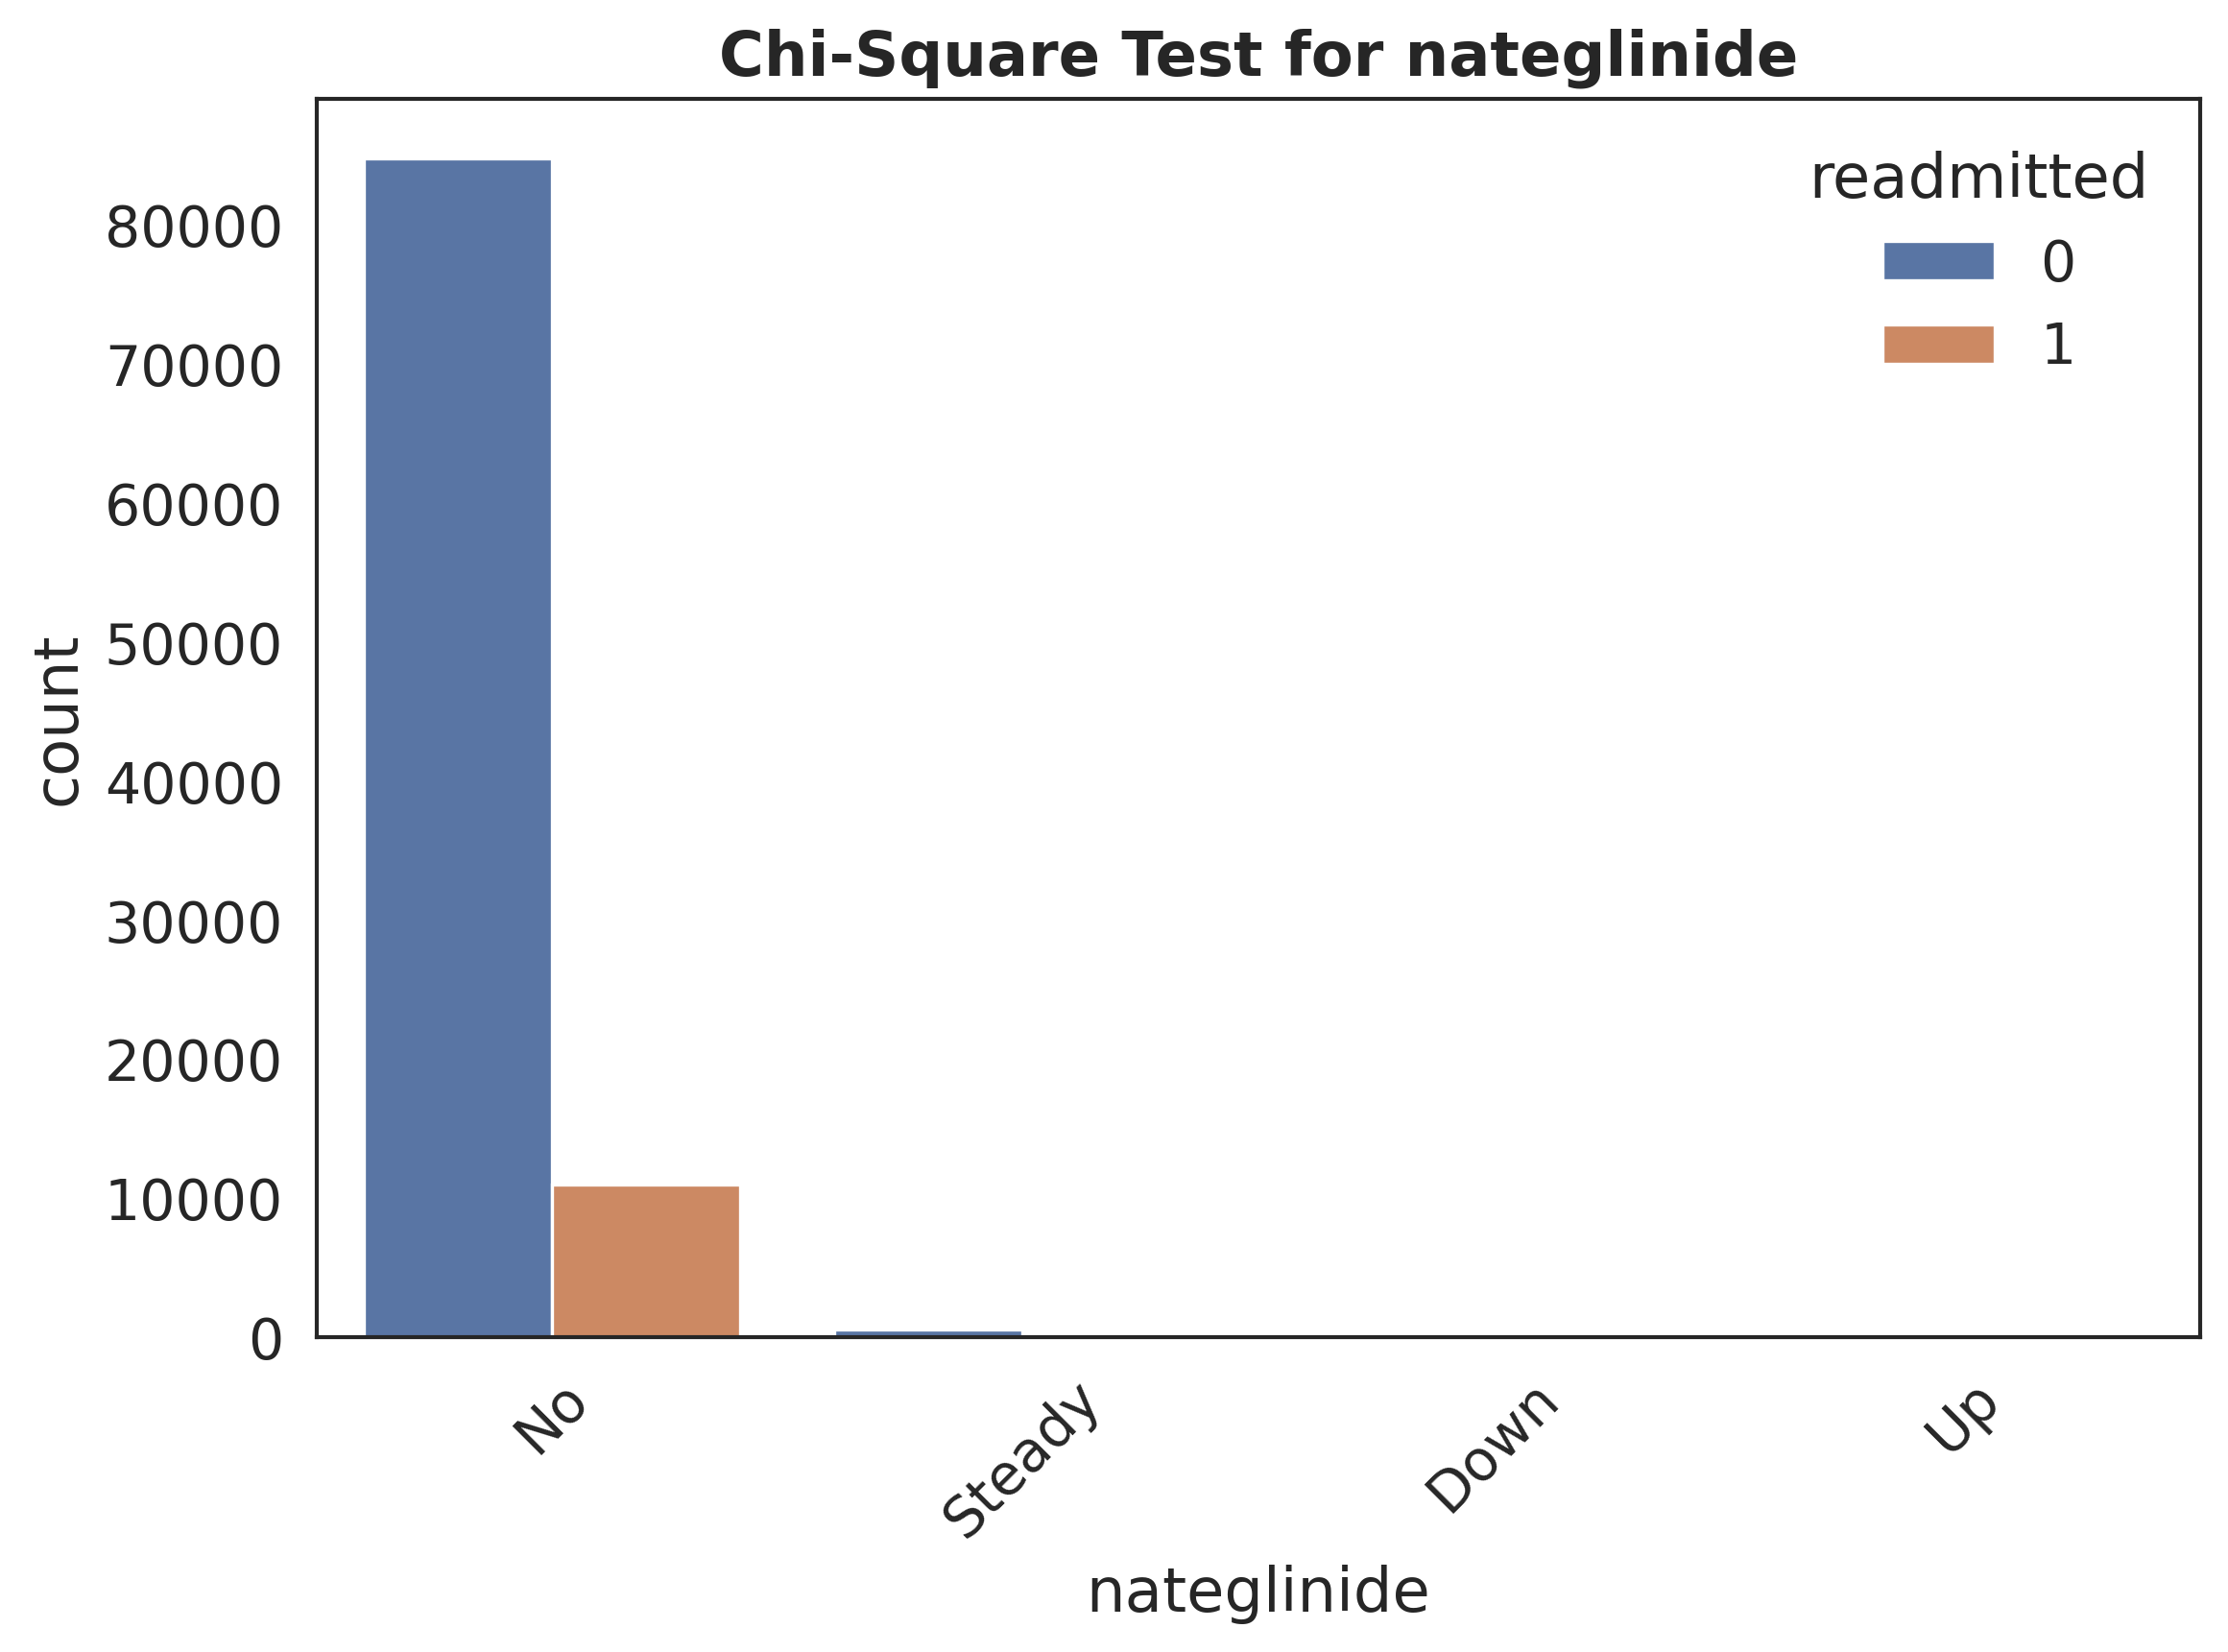 Chi-Square Test for nateglinide
readmitted
0
1
80000
70000
60000
50000
40000
30000
20000
10000
0
count
No
Steady
Down
Up
nateglinide